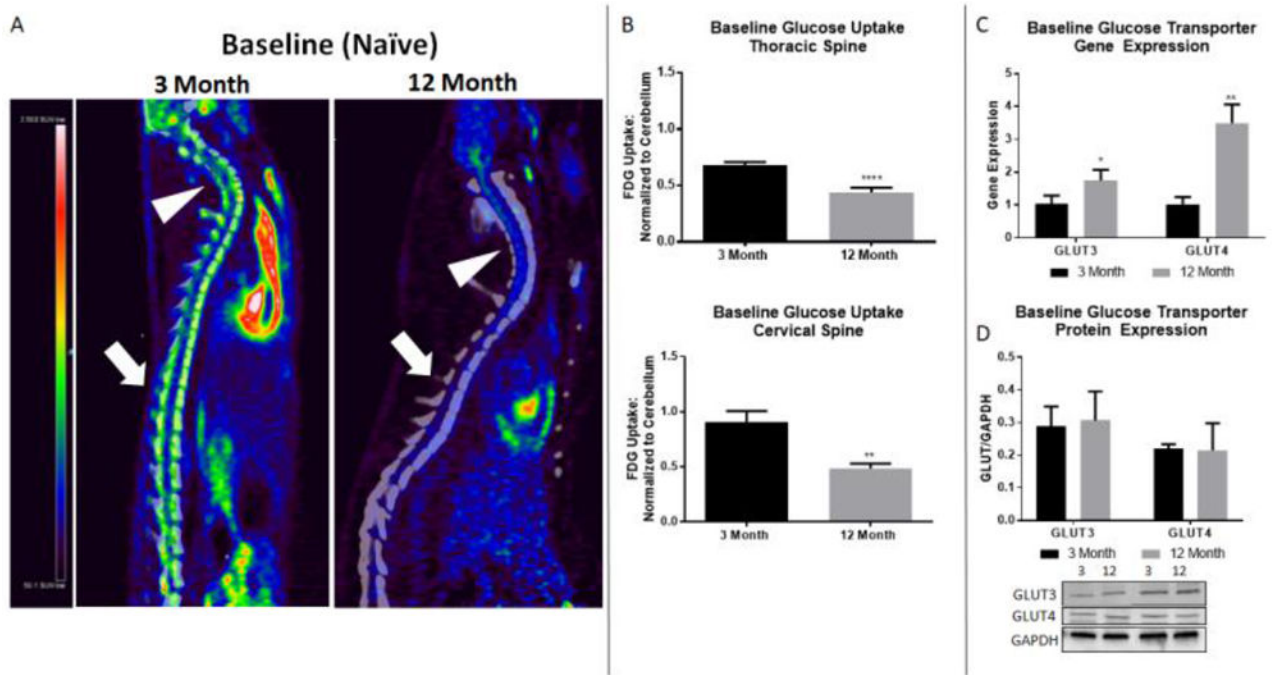 A
Baseline (Naïve)
3 Month
12 Month
B
Baseline Glucose Uptake
Thoracic Spine
FDG Uptake:
Normalized to Cerebellum
1.5
1.0
0.5
0.0
****
3 Month
12 Month
Baseline Glucose Uptake
Cervical Spine
FDG Uptake:
Normalized to Cerebellum
1.5
1.0
0.5
0.0
**
3 Month
12 Month
C
Baseline Glucose Transporter
Gene Expression
Gene Expression
5
4
3
2
1
0
*
**
GLUT3
GLUT4
3 Month
12 Month
D
Baseline Glucose Transporter
Protein Expression
GLUT/GAPDH
0.5
0.4
0.3
0.2
0.1
0.0
GLUT3
GLUT4
3 Month
12 Month
3 12 3 12
GLUT3
GLUT4
GAPDH